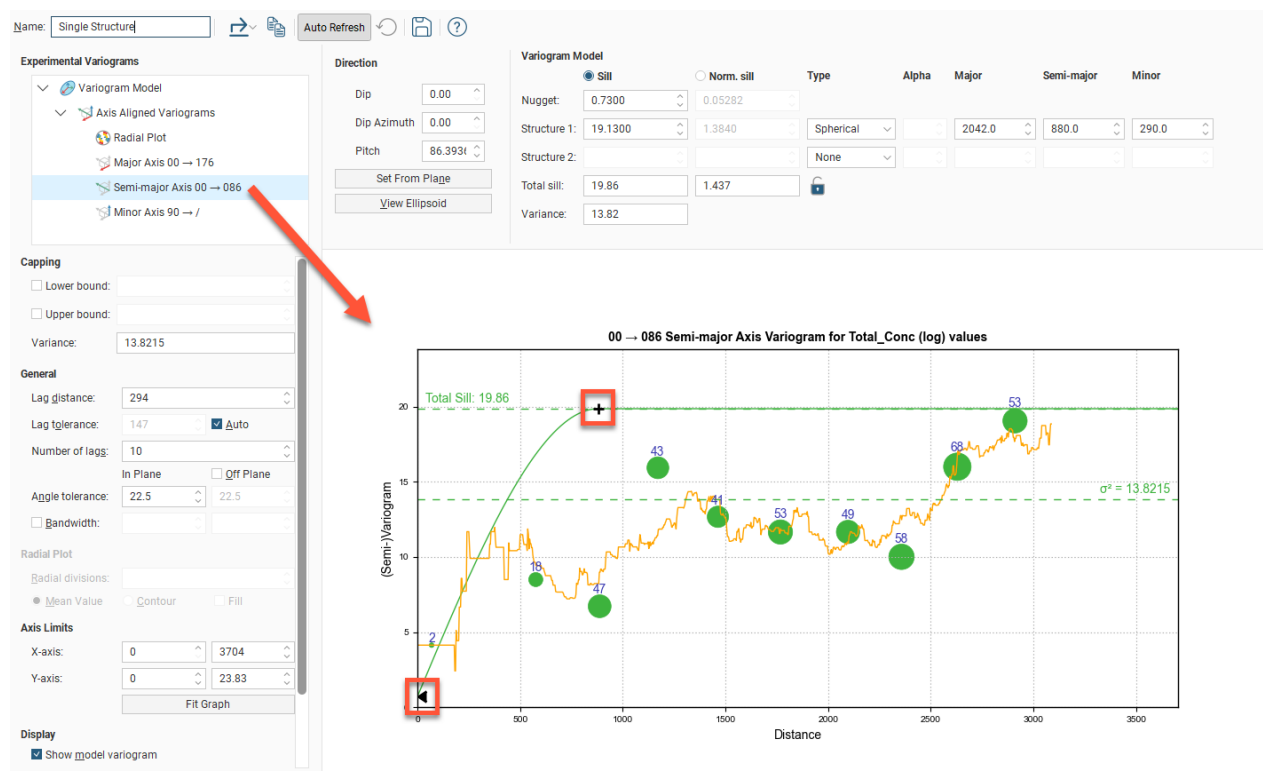 Name: Single Structure Auto Refresh
Experimental Variograms
Variogram Model
Axis Aligned Variograms
Radial Plot
Major Axis 00 → 176
Semi-major Axis 00 → 086
Minor Axis 90 → /
Direction
Dip 0.00
Dip Azimuth 0.00
Pitch 86.393(
Set From Plane
View Ellipsoid
Variogram Model
Sill Norm. sill Type Alpha Major Semi-major Minor
Nugget: 0.7300 0.05282
Structure 1: 19.1300 1.3840 Spherical 2042.0 880.0 290.0
Structure 2: None
Total sill: 19.86 1.437
Variance: 13.82
Capping
Lower bound:
Upper bound:
Variance: 13.8215
General
Lag distance: 294
Lag tolerance: 147 Auto
Number of lags: 10
In Plane Off Plane
Angle tolerance: 22.5 22.5
Bandwidth:
Radial Plot
Radial divisions:
Mean Value Contour Fill
Axis Limits
X-axis: 0 3704
Y-axis: 0 23.83
Fit Graph
Display
Show model variogram
00 → 086 Semi-major Axis Variogram for Total_Conc (log) values
Total Sill: 19.86
σ² = 13.8215
(Semi-)Variogram
20
15
10
5
2
18
47
43
41
53
49
58
68
53
0 500 1000 1500 2000 2500 3000 3500
Distance